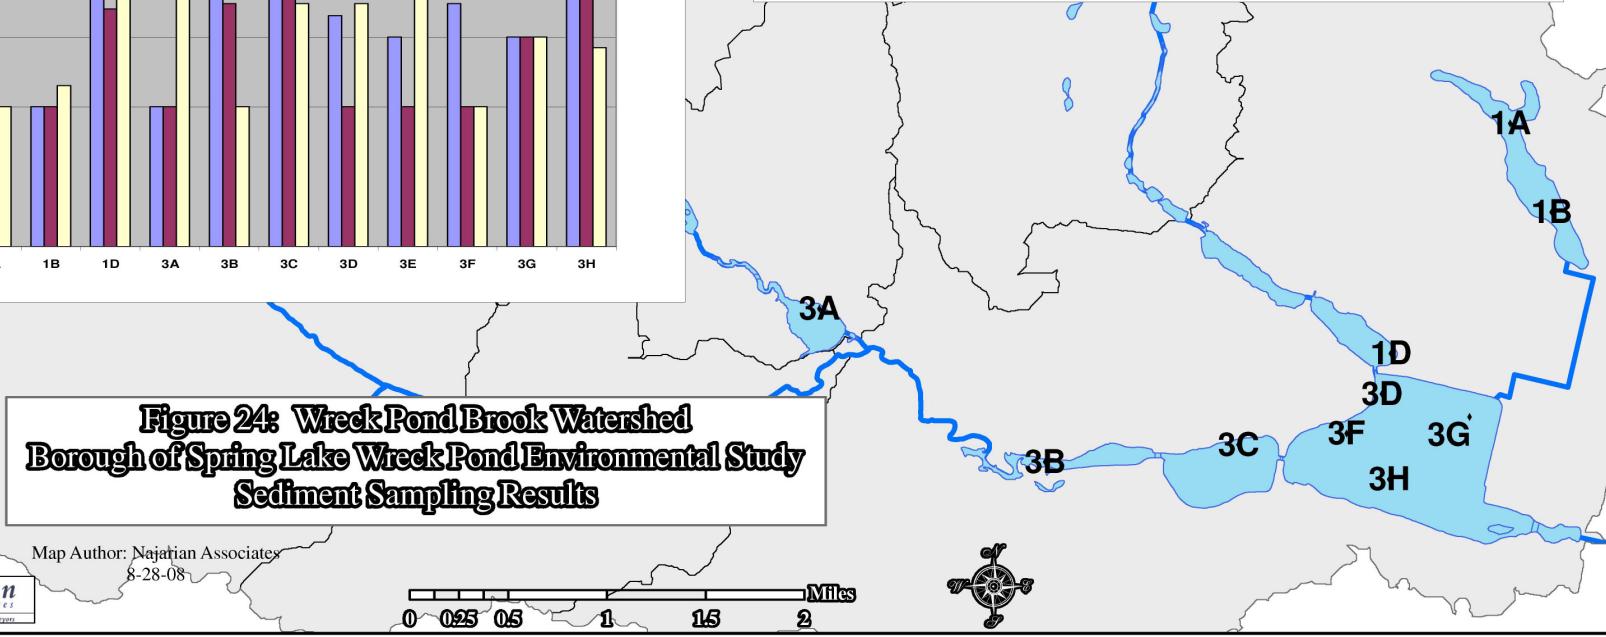 1B 1D 3A 3B 3C 3D 3E 3F 3G 3H
1A
1B
3A
1D
3D
3F
3G
3C
3B
3H
Figure 24: Wreck Pond Brook Watershed
Borough of Spring Lake Wreck Pond Environmental Study
Sediment Sampling Results
Map Author: Najarian Associates
8-28-08
N
W E
S
Miles
0 0.25 0.5 1 1.5 2